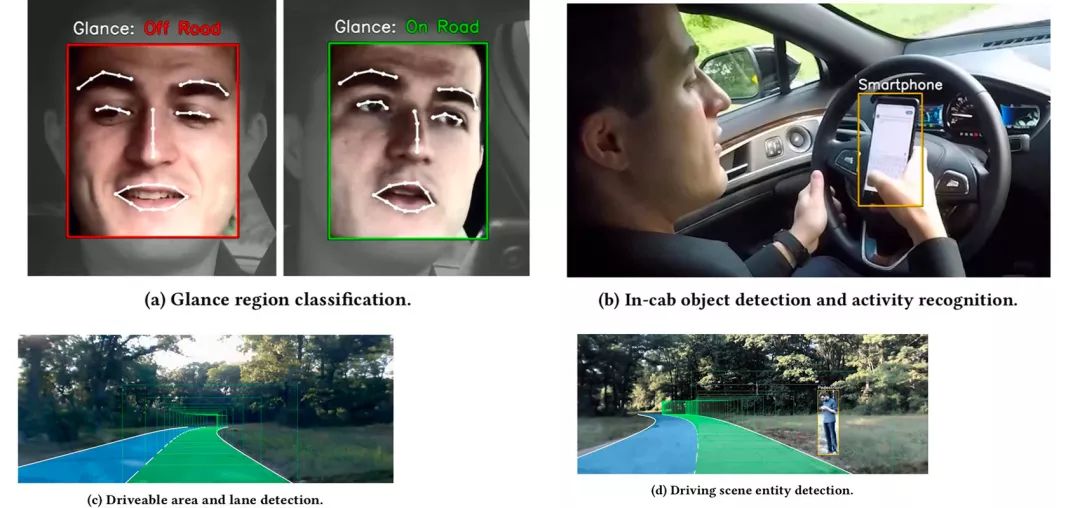 Glance: Off Road
Glance: On Road
Smartphone
(a) Glance region classification.
(b) In-cab object detection and activity recognition.
Pedestrian
(c) Driveable area and lane detection.
(d) Driving scene entity detection.